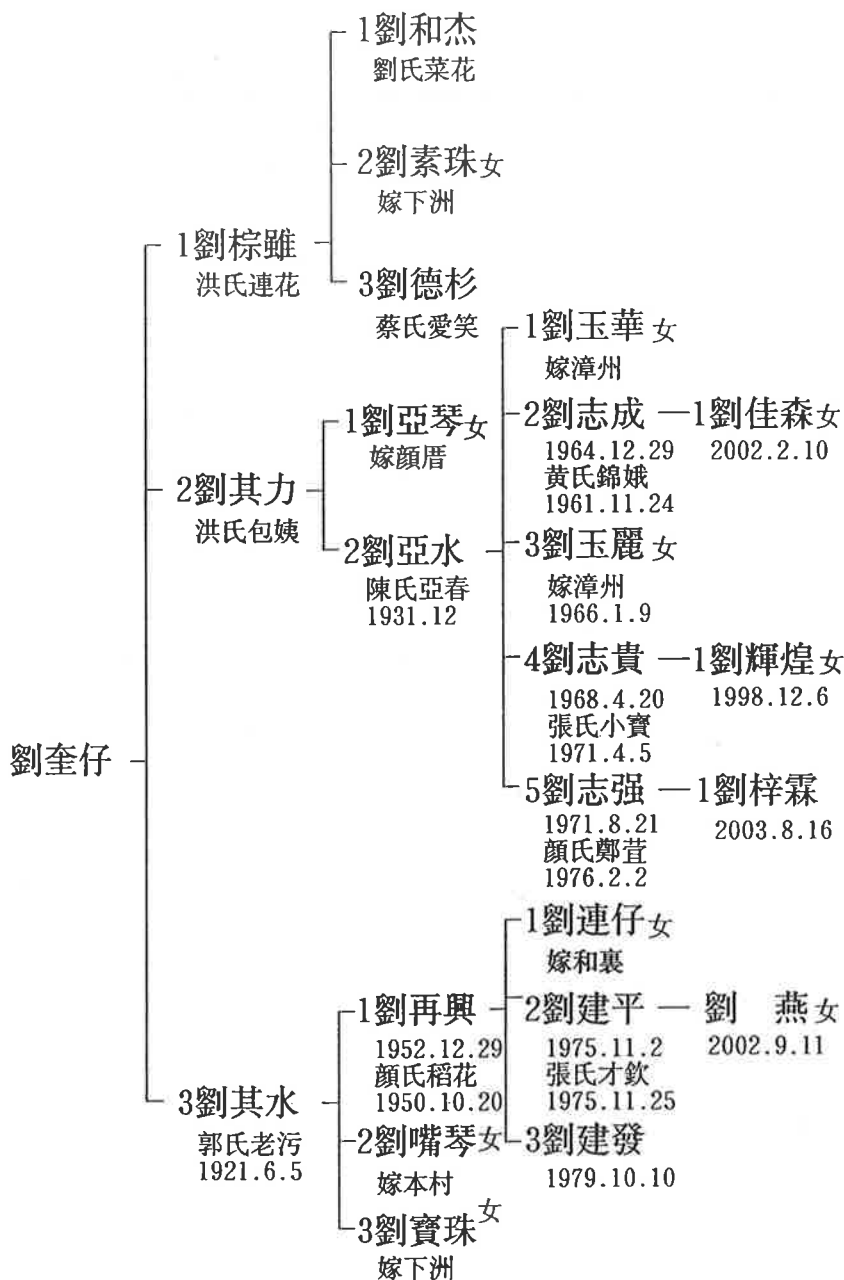 劉奎仔
1劉棕雖
洪氏連花
1劉和杰
劉氏菜花
2劉素珠女
嫁下洲
3劉德杉
蔡氏愛笑
2劉其力
洪氏包姨
1劉亞琴女
嫁顔厝
2劉亞水
陳氏亞春
1931.12
1劉玉華女
嫁漳州
2劉志成
1964.12.29
黄氏錦娥
1961.11.24
1劉佳森女
2002.2.10
3劉玉麗女
嫁漳州
1966.1.9
4劉志貴
1968.4.20
張氏小寶
1971.4.5
1劉輝煌女
1998.12.6
5劉志强
1971.8.21
顔氏鄭萓
1976.2.2
1劉梓霖
2003.8.16
3劉其水
郭氏老污
1921.6.5
1劉再興
1952.12.29
顔氏稻花
1950.10.20
1劉連仔女
嫁和裏
2劉建平
1975.11.2
張氏才欽
1975.11.25
劉 燕女
2002.9.11
3劉建發
1979.10.10
2劉嘴琴女
嫁本村
3劉寶珠女
嫁下洲